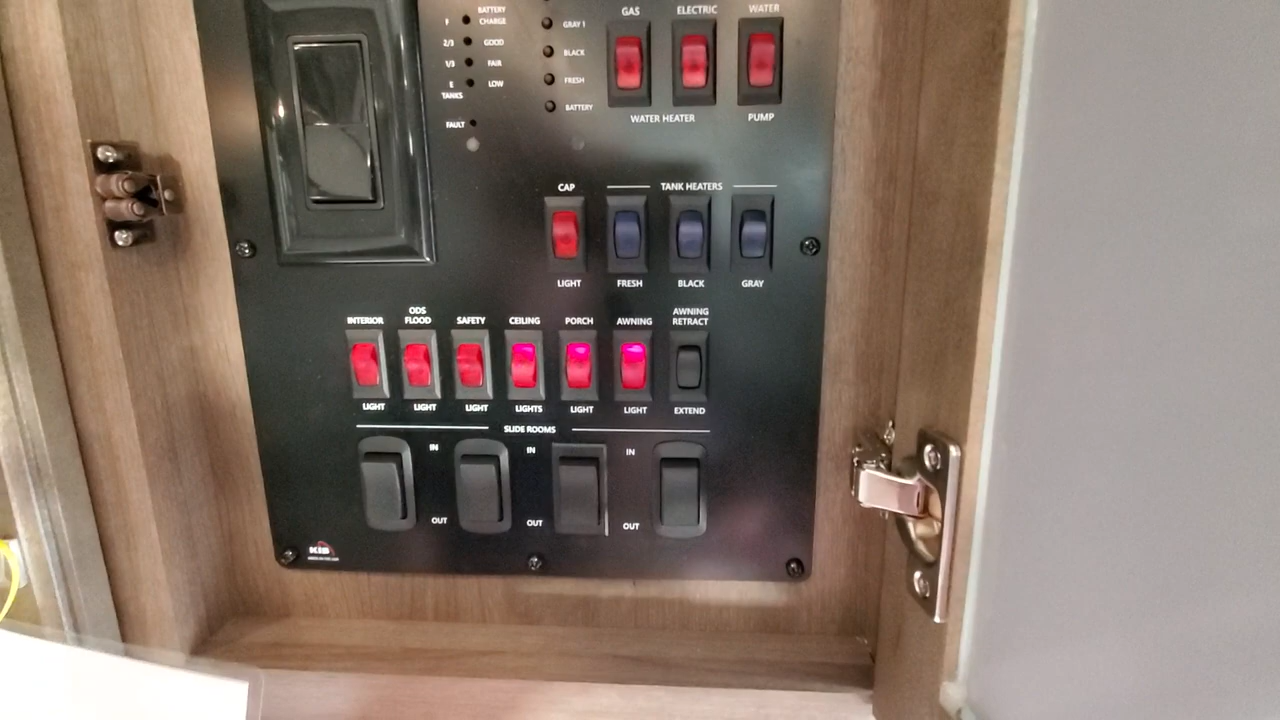 BATTERY
F CHARGE
2/3 GOOD
1/3 FAIR
E LOW
TANKS
FAULT
GRAY 1
BLACK
FRESH
BATTERY
GAS ELECTRIC WATER
WATER HEATER PUMP
CAP TANK HEATERS
LIGHT FRESH BLACK GRAY
INTERIOR ODS FLOOD SAFETY CEILING PORCH AWNING AWNING RETRACT
LIGHT LIGHT LIGHT LIGHTS LIGHT LIGHT EXTEND
SLIDE ROOMS
IN IN IN
OUT OUT OUT
KIB